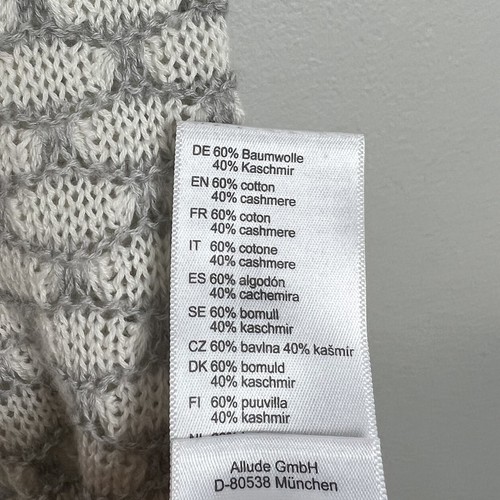 DE 60% Baumwolle
40% Kaschmir
EN 60% cotton
40% cashmere
FR 60% coton
40% cashmere
IT 60% cotone
40% cashmere
ES 60% algodón
40% cachemira
SE 60% bomull
40% kaschmir
CZ 60% bavlna 40% kašmír
DK 60% bomuld
40% kaschmir
FI 60% puuvilla
40% kashmir
Allude GmbH
D-80538 München